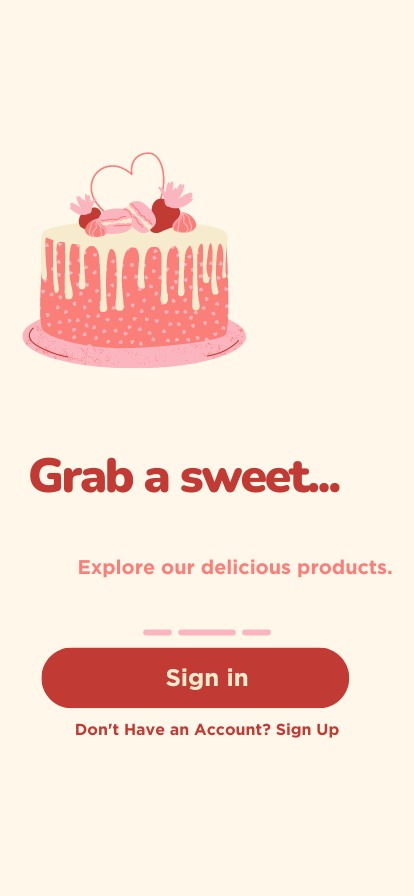 Grab a sweet...
Explore our delicious products.
Sign in
Don't Have an Account? Sign Up